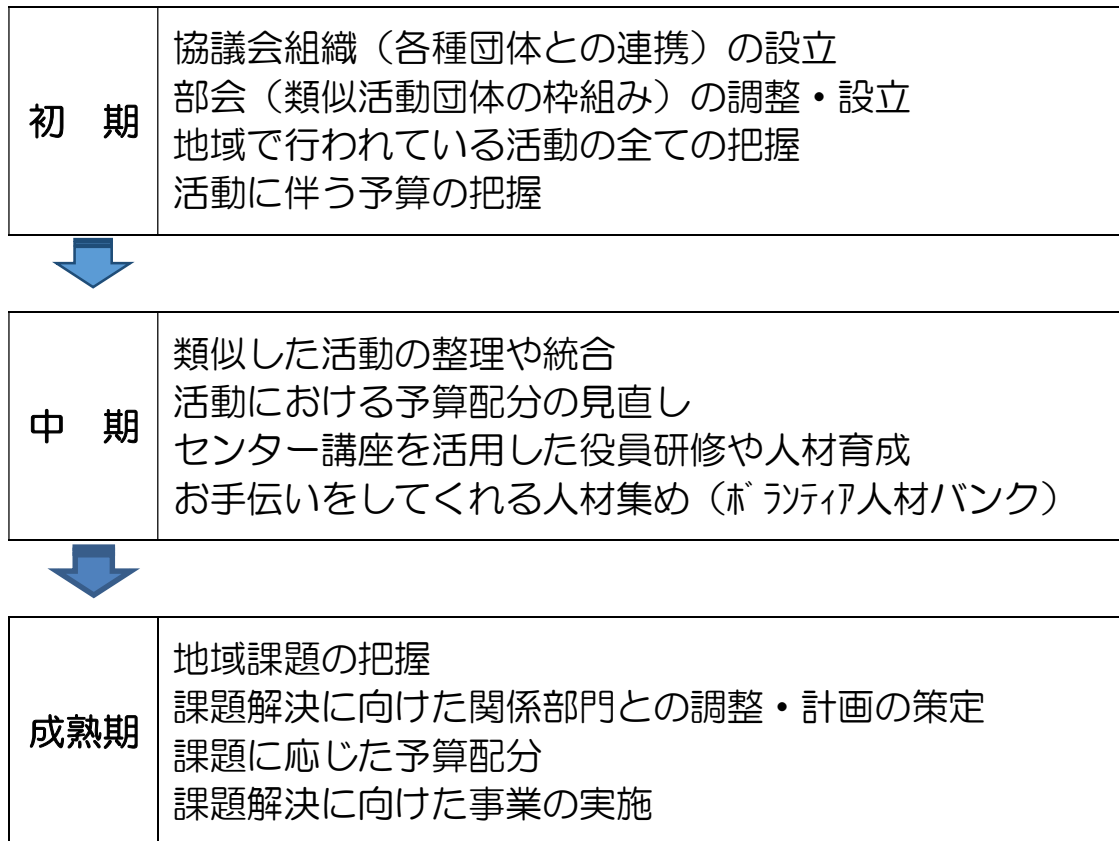 初　期
協議会組織（各種団体との連携）の設立
部会（類似活動団体の枠組み）の調整・設立
地域で行われている活動の全ての把握
活動に伴う予算の把握
中　期
類似した活動の整理や統合
活動における予算配分の見直し
センター講座を活用した役員研修や人材育成
お手伝いをしてくれる人材集め（ﾎﾞﾗﾝﾃｨｱ人材バンク）
成熟期
地域課題の把握
課題解決に向けた関係部門との調整・計画の策定
課題に応じた予算配分
課題解決に向けた事業の実施